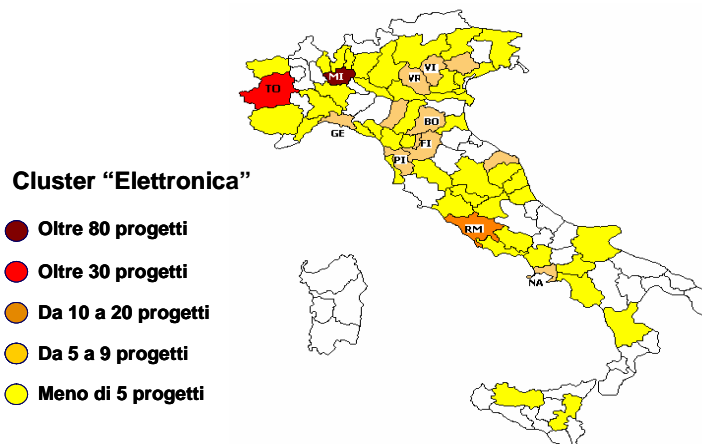 MI
VI
VR
TO
BO
GE
FI
PI
Cluster “Elettronica”
Oltre 80 progetti
RM
Oltre 30 progetti
NA
Da 10 a 20 progetti
Da 5 a 9 progetti
Meno di 5 progetti